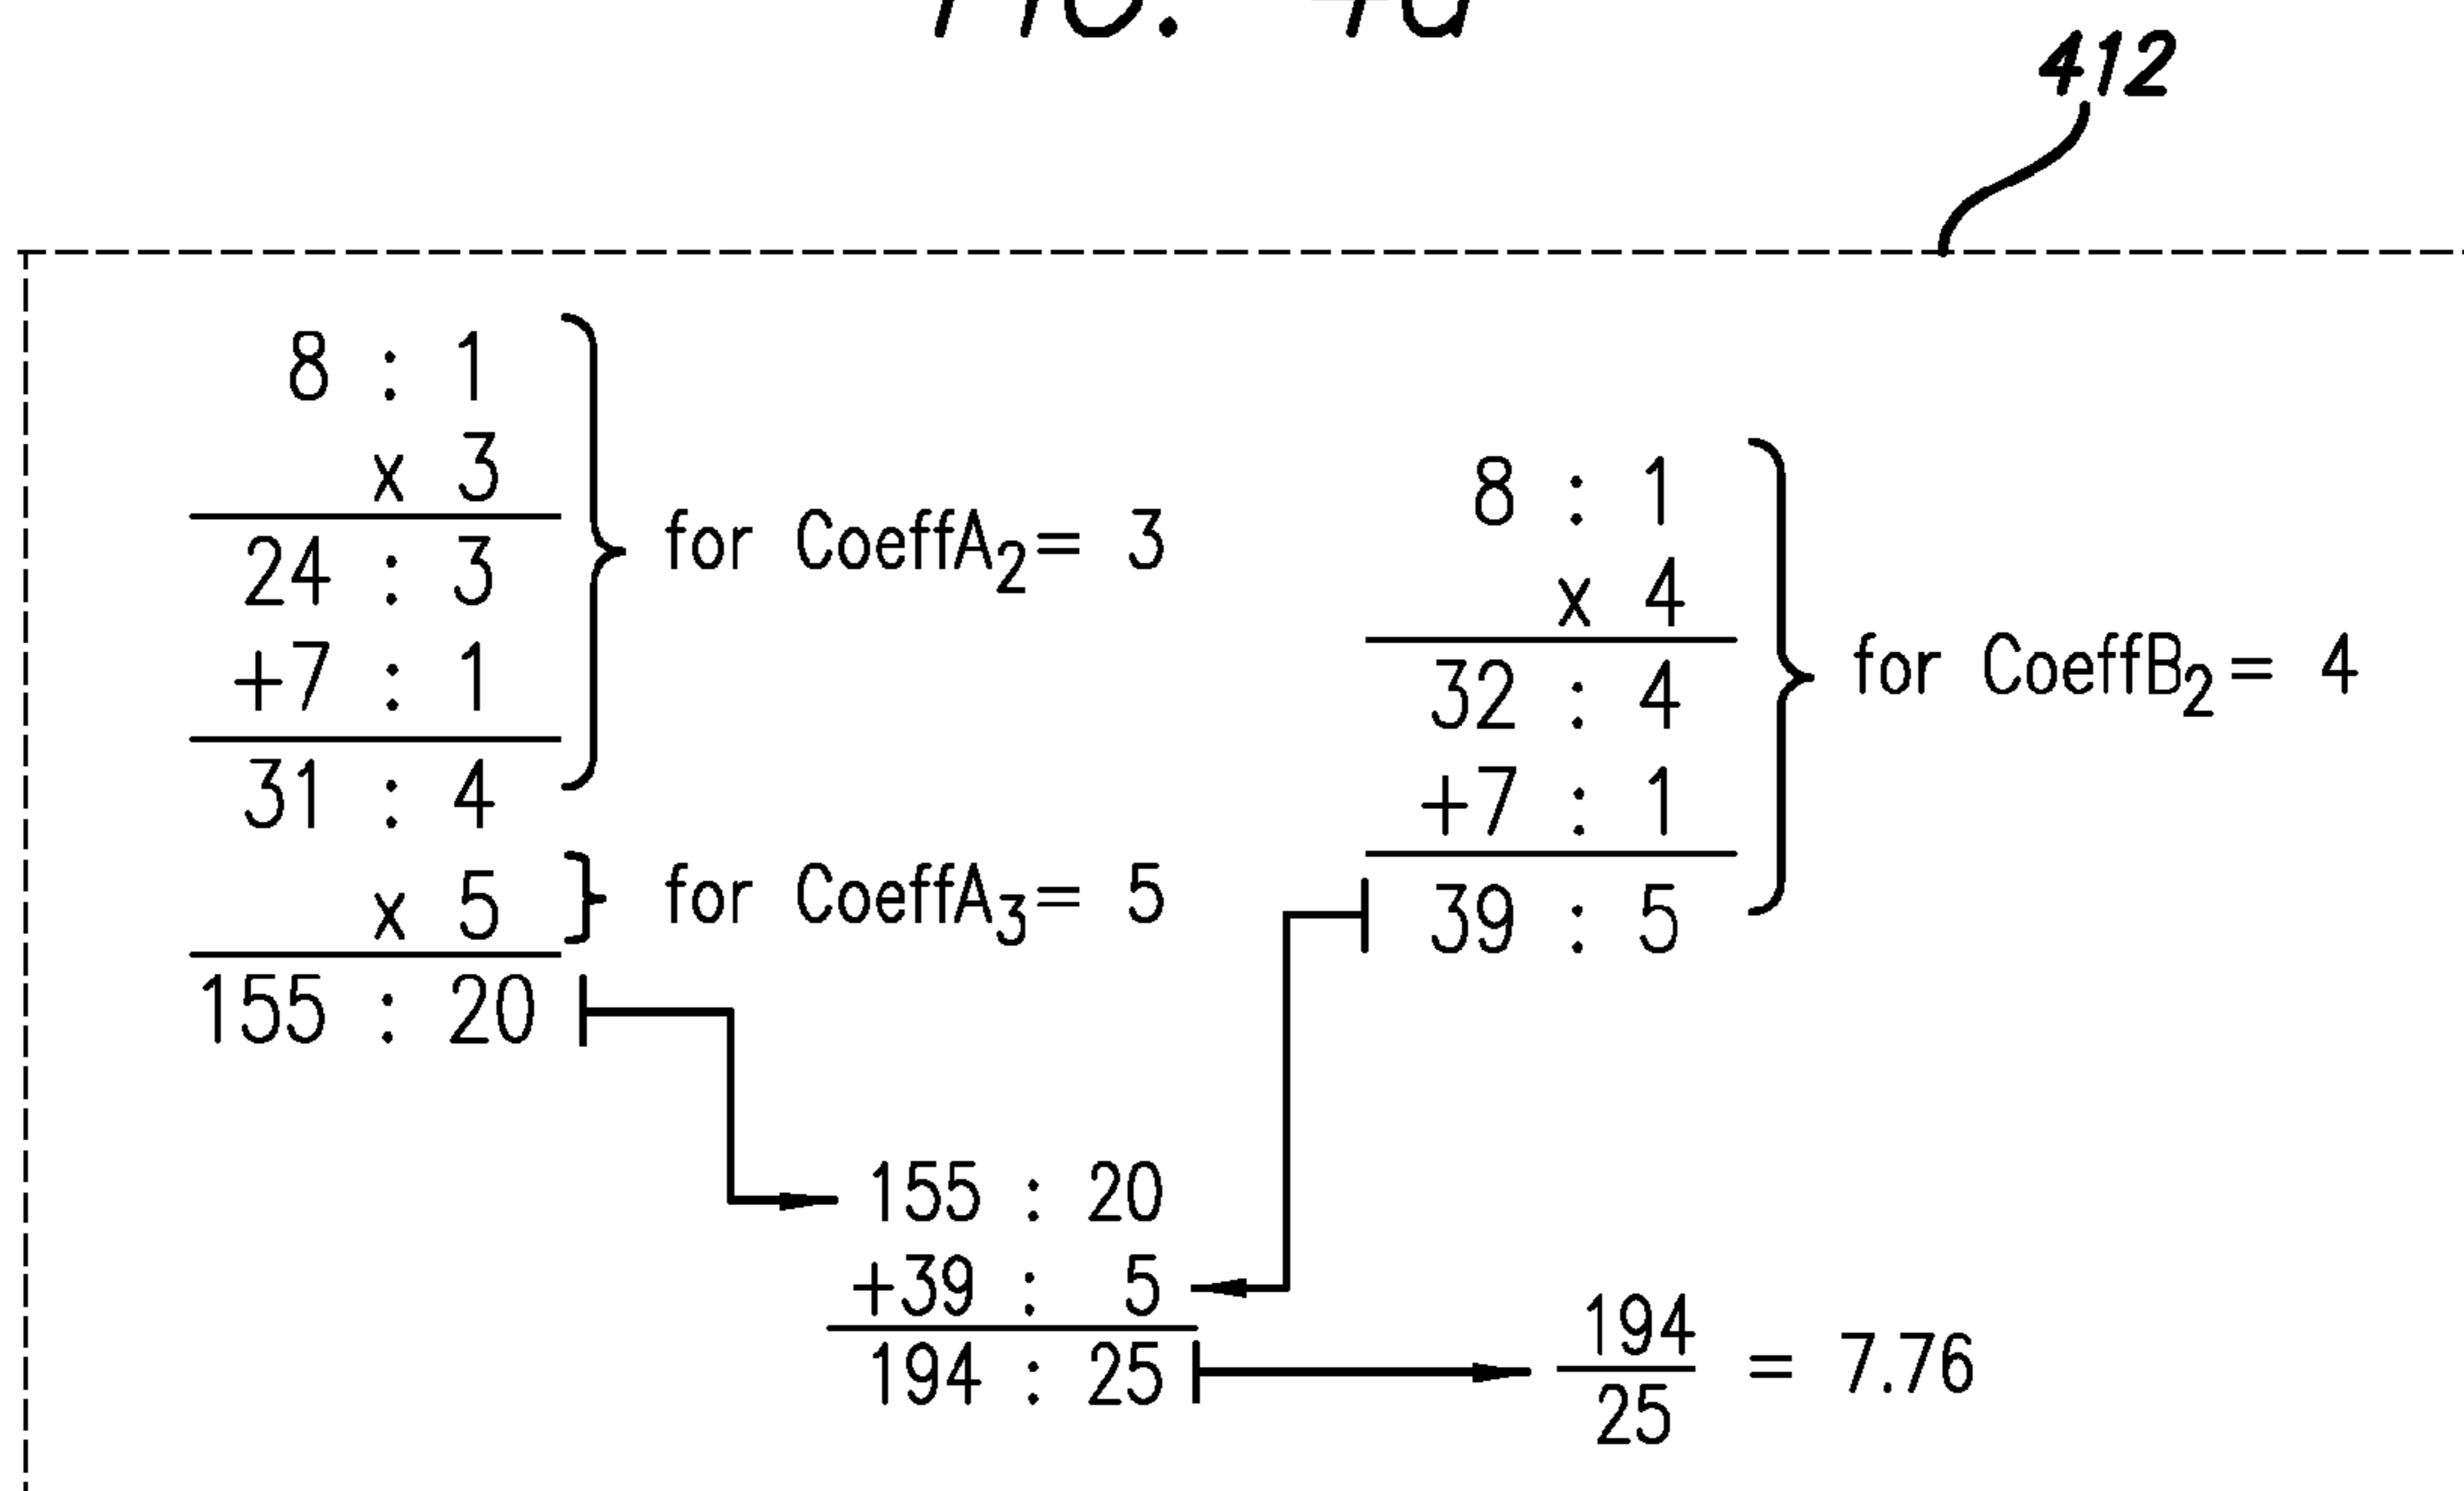 412
8 : 1
x 3
24 : 3
+7 : 1
31 : 4
for CoeffA₂= 3
x 5
for CoeffA₃= 5
155 : 20
8 : 1
x 4
32 : 4
+7 : 1
39 : 5
for CoeffB₂= 4
155 : 20
+39 : 5
194 : 25
194
25
= 7.76